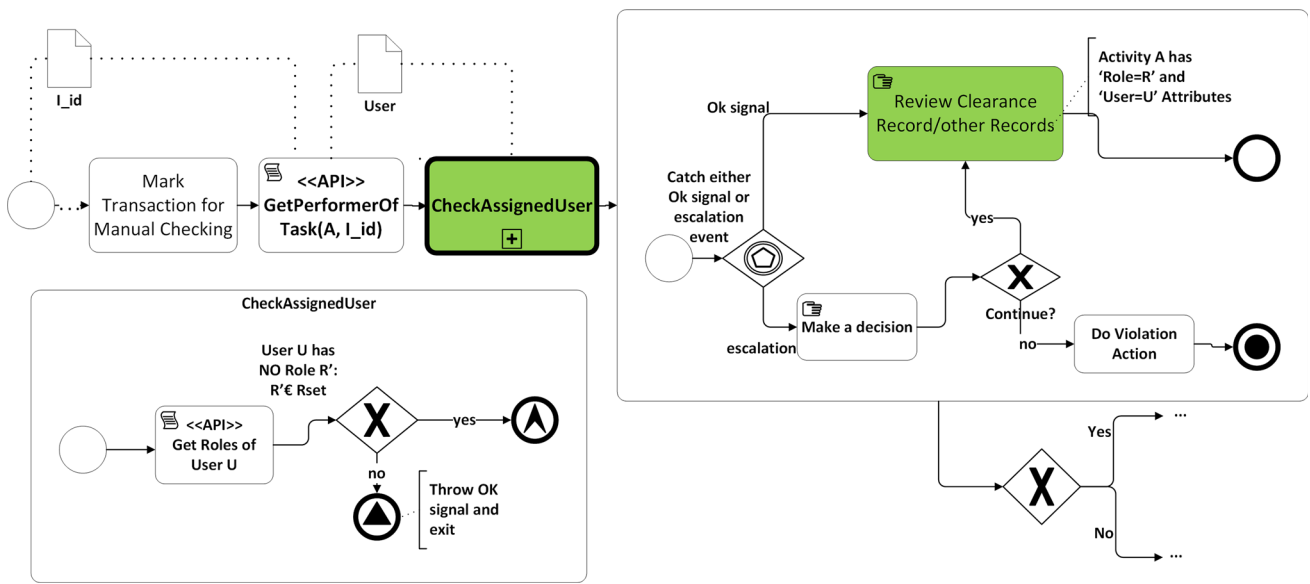 I_id
User
Mark
Transaction for
Manual Checking
<<API>>
GetPerformerOf
Task(A, I_id)
CheckAssignedUser
Ok signal
Review Clearance
Record/other Records
Activity A has
‘Role=R’ and
‘User=U’ Attributes
Catch either
Ok signal or
escalation
event
yes
Continue?
Make a decision
escalation
no
Do Violation
Action
CheckAssignedUser
User U has
NO Role R’:
R’€ Rset
<<API>>
Get Roles of
User U
yes
no
Throw OK
signal and
exit
Yes
...
No
...